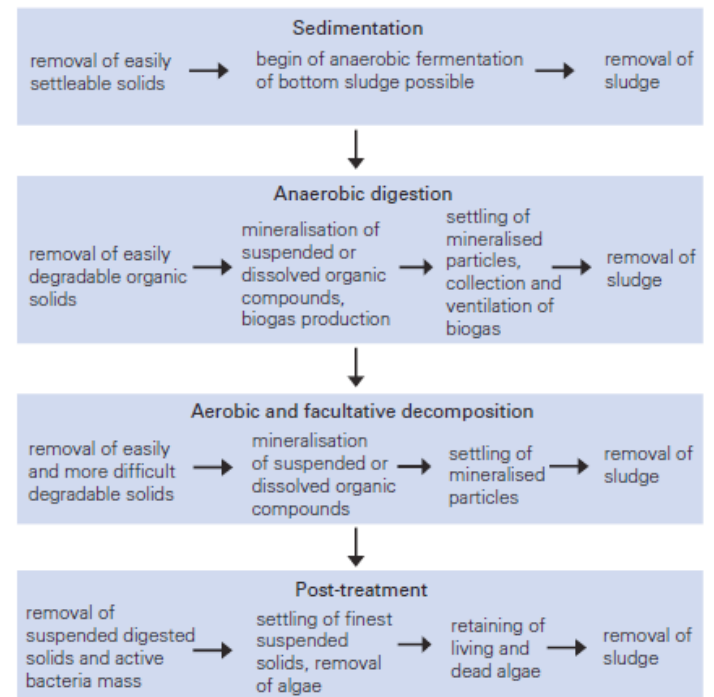 Sedimentation
removal of easily
settleable solids
begin of anaerobic fermentation
of bottom sludge possible
removal of
sludge
Anaerobic digestion
removal of easily
degradable organic
solids
mineralisation of
suspended or
dissolved organic
compounds,
biogas production
settling of
mineralised
particles,
collection and
ventilation of
biogas
removal of
sludge
Aerobic and facultative decomposition
removal of easily
and more difficult
degradable solids
mineralisation
of suspended or
dissolved organic
compounds
settling of
mineralised
particles
removal of
sludge
Post-treatment
removal of
suspended digested
solids and active
bacteria mass
settling of finest
suspended
solids, removal
of algae
retaining of
living and
dead algae
removal of
sludge